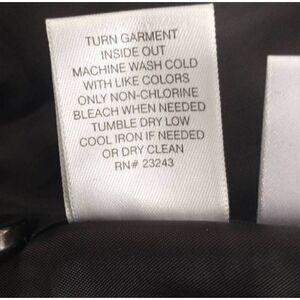 TURN GARMENT
INSIDE OUT
MACHINE WASH COLD
WITH LIKE COLORS
ONLY NON-CHLORINE
BLEACH WHEN NEEDED
TUMBLE DRY LOW
COOL IRON IF NEEDED
OR DRY CLEAN
RN# 23243